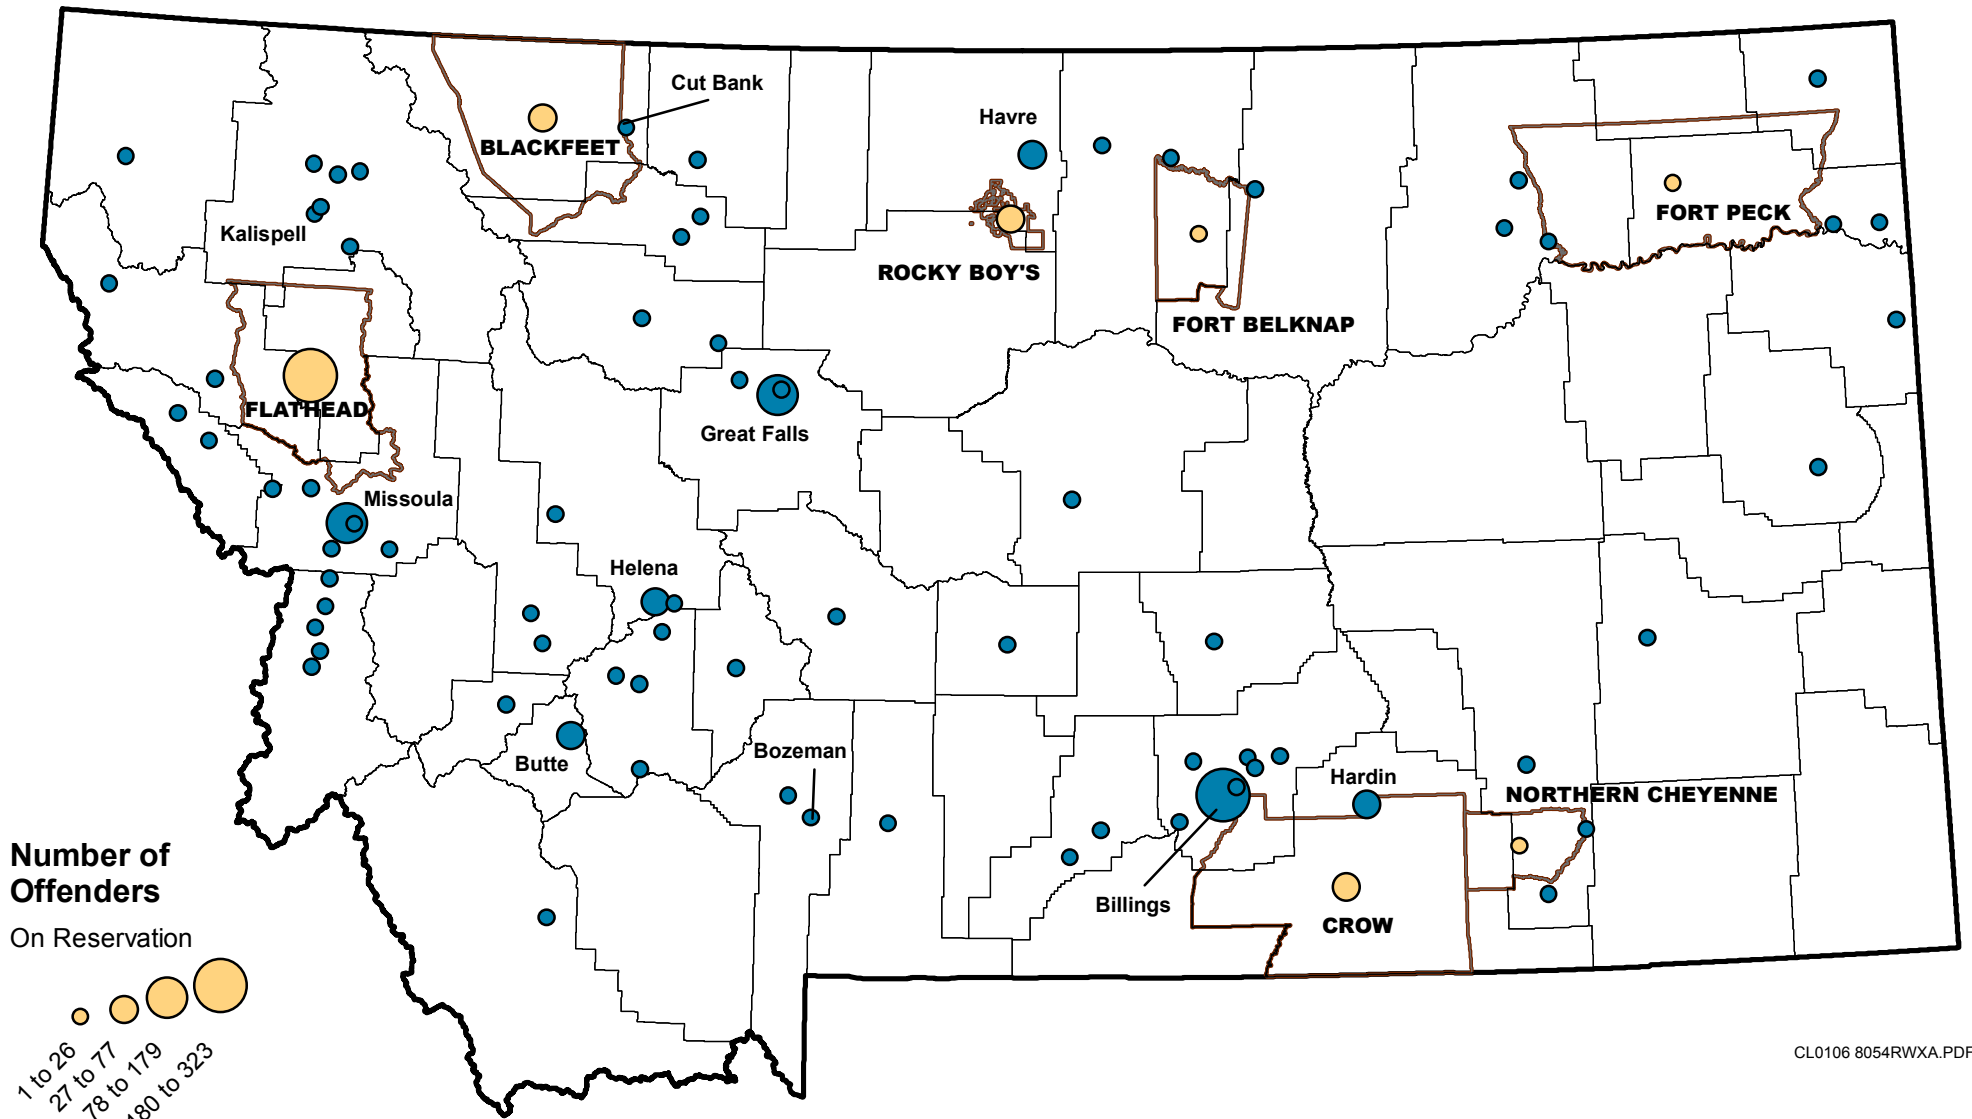 Cut Bank
Havre
BLACKFEET
FORT PECK
Kalispell
ROCKY BOY'S
FORT BELKNAP
FLATHEAD
Great Falls
Missoula
Helena
Bozeman
Butte
Hardin
NORTHERN CHEYENNE
Billings
CROW
Number of
Offenders
On Reservation
1 to 26
27 to 77
78 to 179
180 to 323
CL0106 8054RWXA.PDF